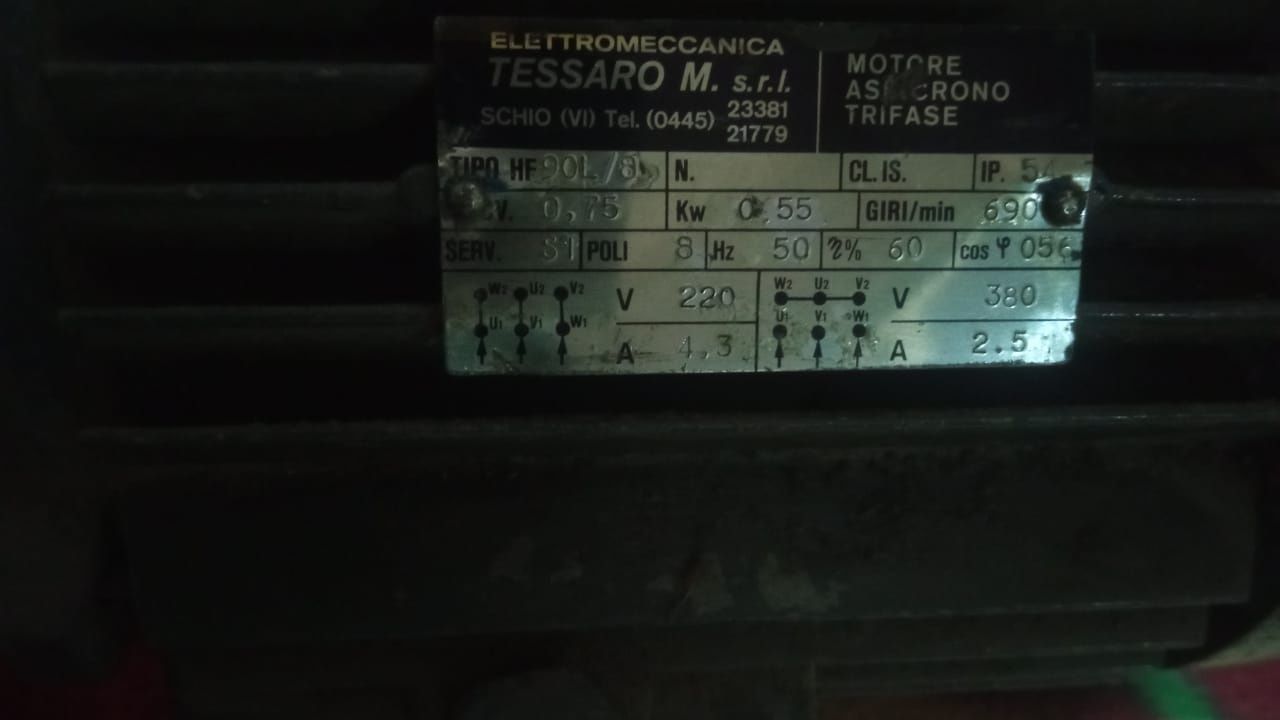 ELETTROMECCANICA
TESSARO M. s.r.l.
SCHIO (VI) Tel. (0445) 23381
21779
MOTORE
ASINCRONO
TRIFASE
TIPO HF 90L/8 N. CL. IS. IP. 54
CV. 0,75 Kw 0,55 GIRI/min 690
SERV. S1 POLI 8 Hz 50 η% 60 cos φ 056
W2 U2 V2 V 220 W2 U2 V2 V 380
U1 V1 W1 A 4,3 U1 V1 W1 A 2.5